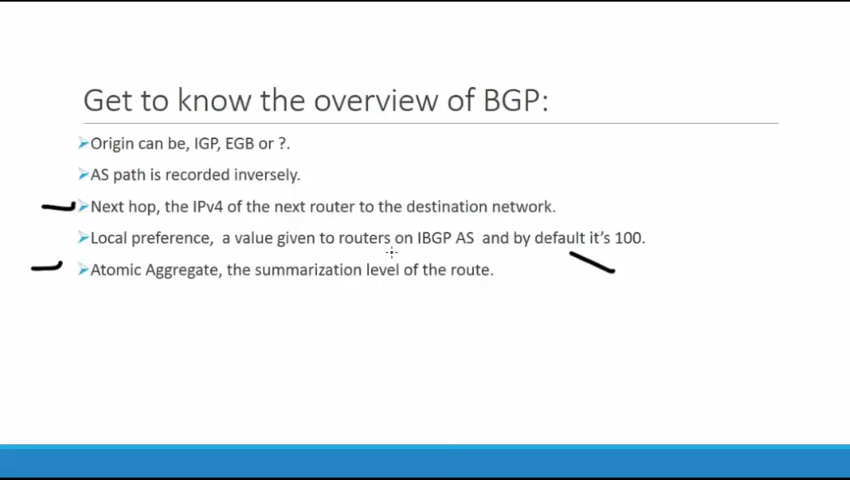 Get to know the overview of BGP:
➢Origin can be, IGP, EGB or ?.
➢AS path is recorded inversely.
➢Next hop, the IPv4 of the next router to the destination network.
➢Local preference, a value given to routers on IBGP AS and by default it's 100.
➢Atomic Aggregate, the summarization level of the route.